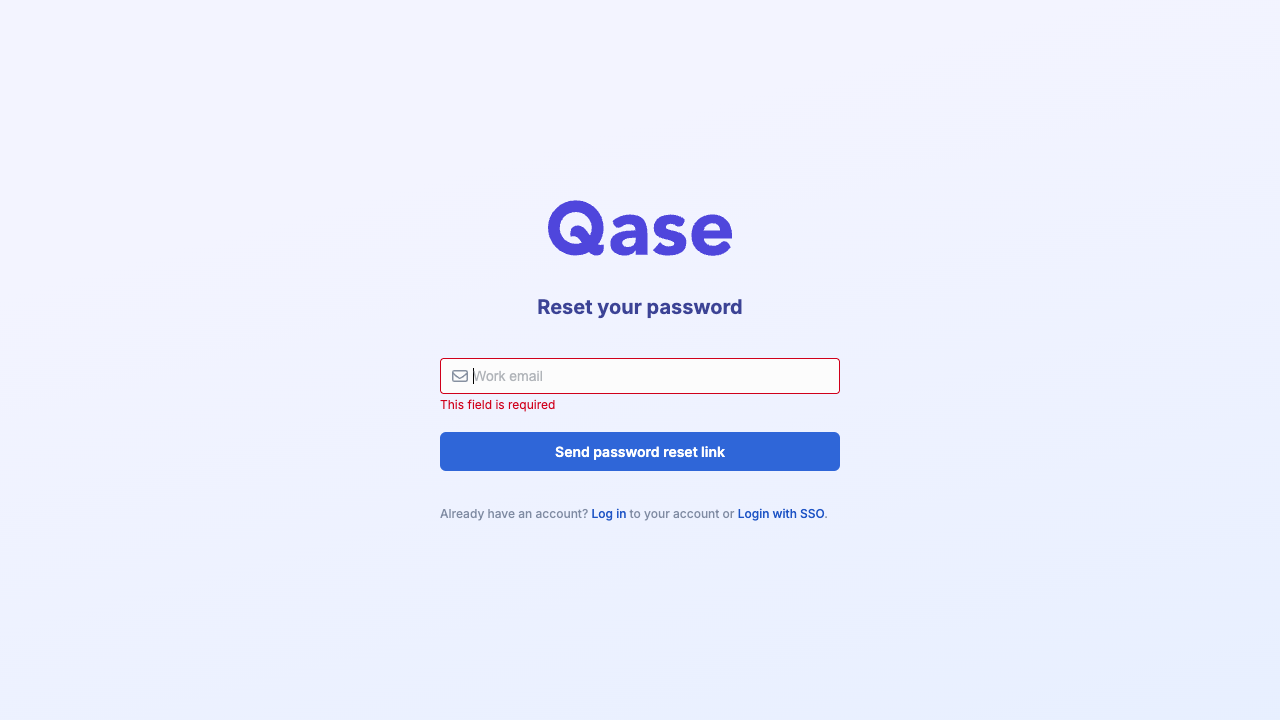 Qase
Reset your password
Work email
This field is required
Send password reset link
Already have an account? Log in to your account or Login with SSO.